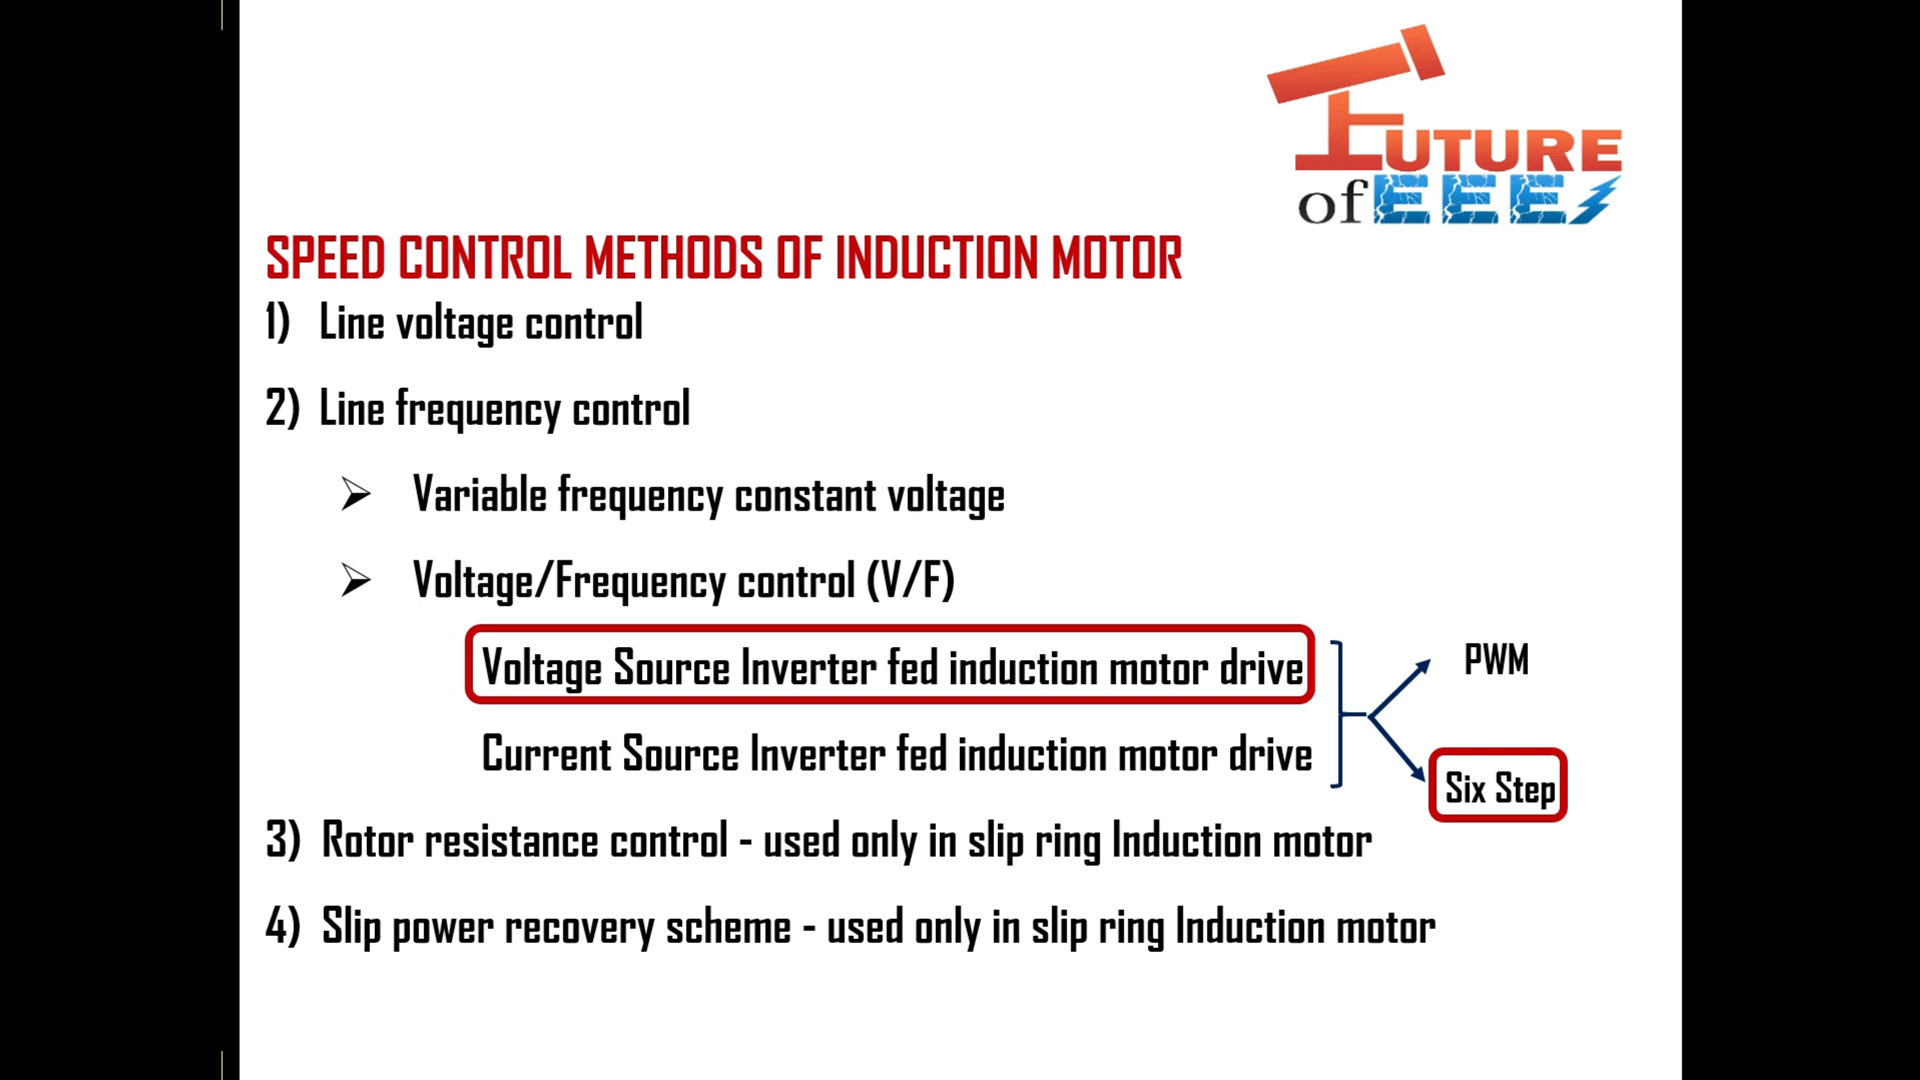 FUTURE
of EEE
SPEED CONTROL METHODS OF INDUCTION MOTOR
1) Line voltage control
2) Line frequency control
➢ Variable frequency constant voltage
➢ Voltage/Frequency control (V/F)
Voltage Source Inverter fed induction motor drive
PWM
Current Source Inverter fed induction motor drive
Six Step
3) Rotor resistance control - used only in slip ring Induction motor
4) Slip power recovery scheme - used only in slip ring Induction motor